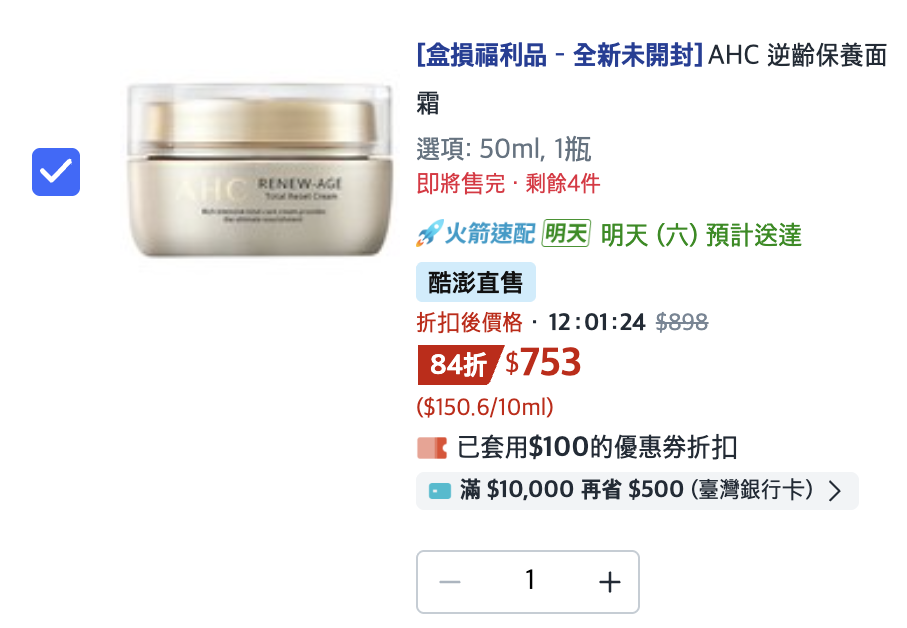 [盒損福利品 - 全新未開封] AHC 逆齡保養面
霜
AHC
RENEW-AGE
Total Reset Cream
選項: 50ml, 1瓶
即將售完 · 剩餘4件
火箭速配 明天 明天 (六) 預計送達
酷澎直售
折扣後價格 · 12:01:24 $898
84折 $753
($150.6/10ml)
已套用$100的優惠券折扣
滿 $10,000 再省 $500 (臺灣銀行卡)
1